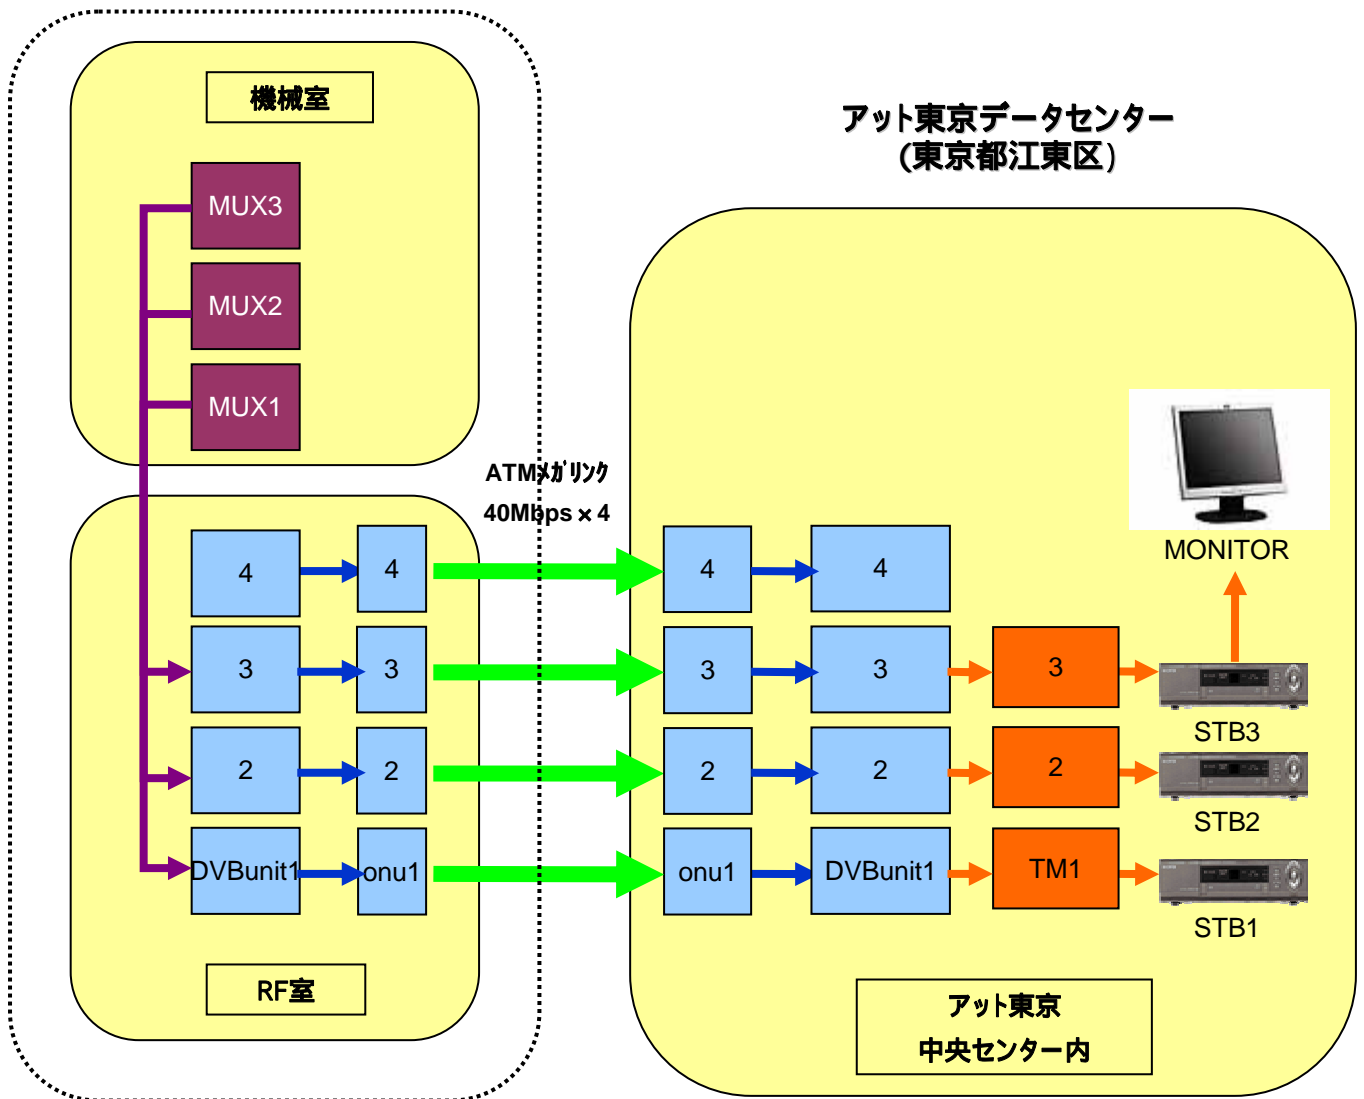 機械室
アット東京データセンター
(東京都江東区)
MUX3
MUX2
MUX1
ATMﾒｶﾞﾘﾝｸ
40Mbps×4
MONITOR
4
4
4
4
3
3
3
3
3
STB3
2
2
2
2
2
STB2
DVBunit1
onu1
onu1
DVBunit1
TM1
STB1
RF室
アット東京
中央センター内